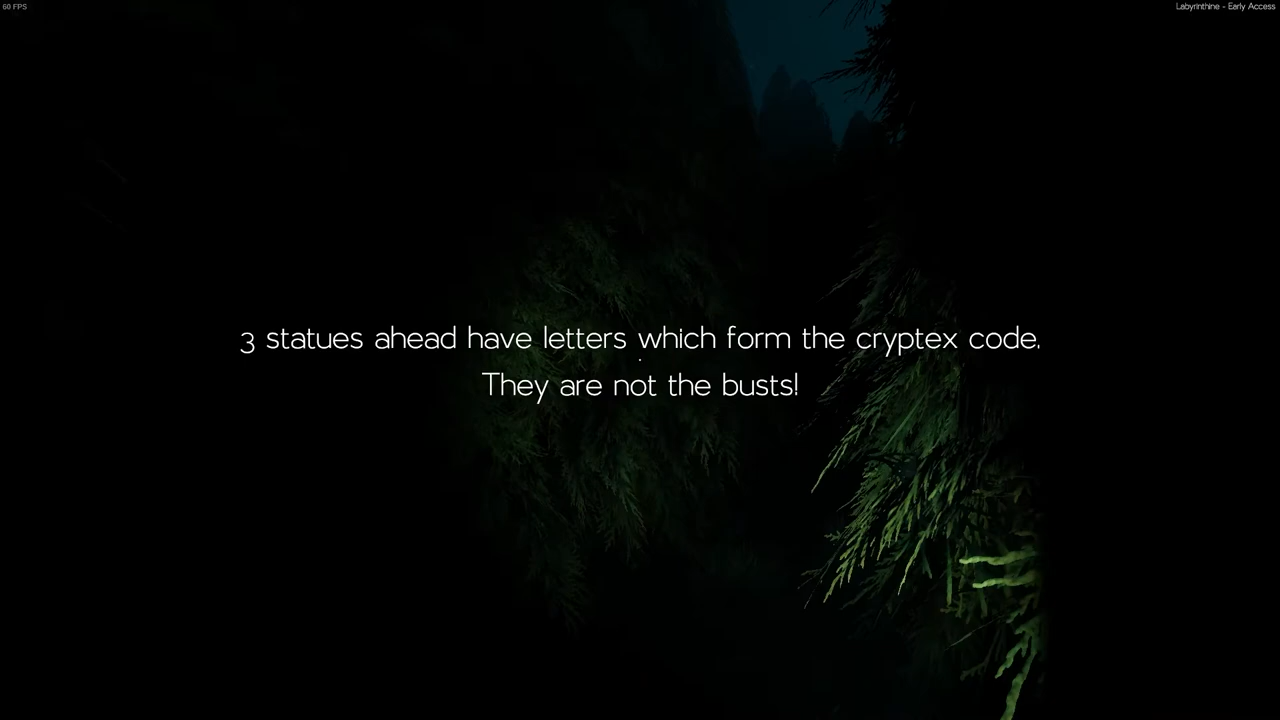 60 FPS
Labyrinthine - Early Access
3 statues ahead have letters which form the cryptex code.
They are not the busts!